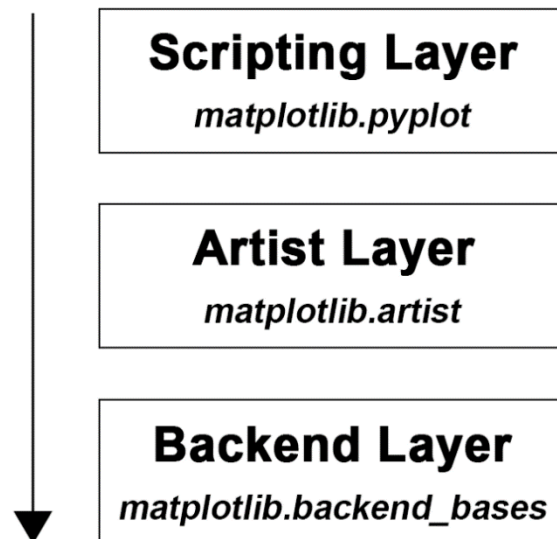 Scripting Layer
matplotlib.pyplot
Artist Layer
matplotlib.artist
Backend Layer
matplotlib.backend_bases